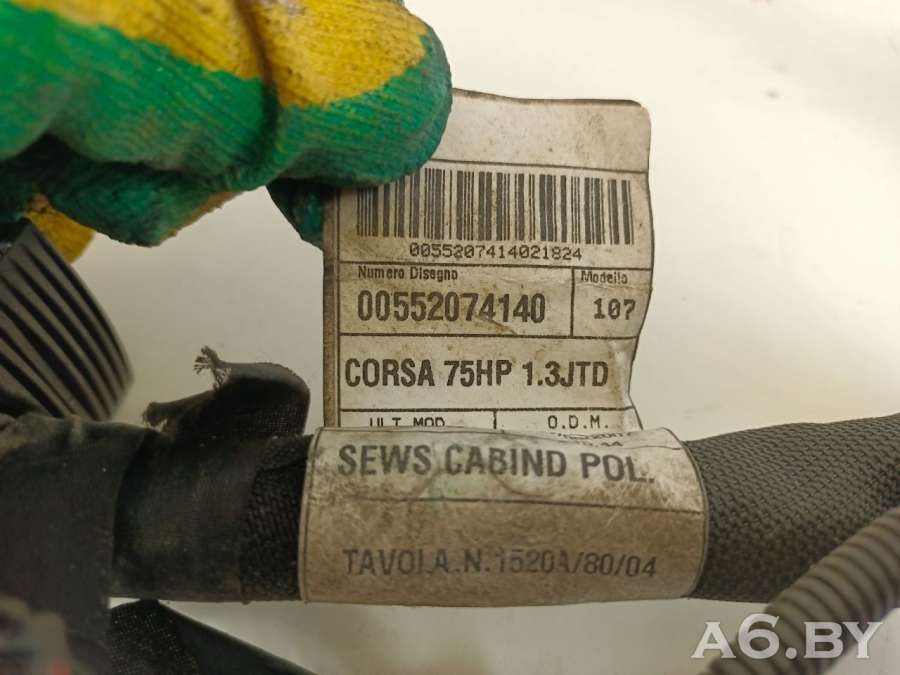 0055207414021824
Numero Disegno
Modello
00552074140
107
CORSA 75HP 1.3JTD
ULT MOD
O.D.M.
SEWS CABIND POL.
TAVOLA.N.1520A/80/04
A6.BY